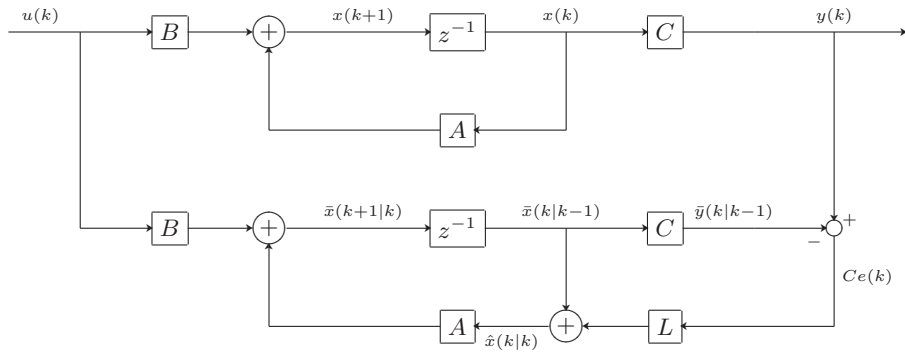 u(k)
B
+
x(k+1)
z⁻¹
x(k)
C
y(k)
A
B
+
x̄(k+1|k)
z⁻¹
x̄(k|k−1)
C
ȳ(k|k−1)
+
−
Ce(k)
A
x̂(k|k)
+
L